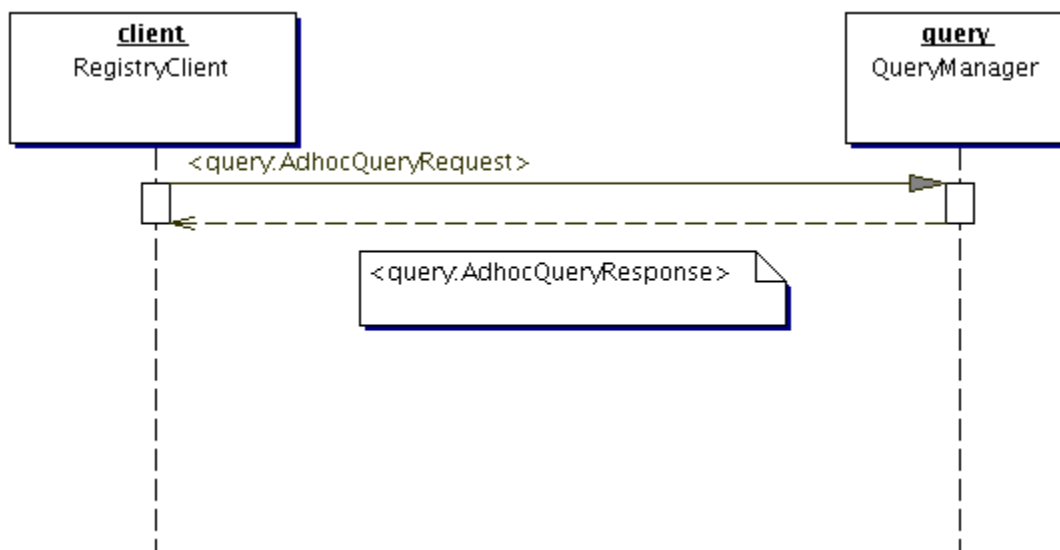 client
RegistryClient
query
QueryManager
<query:AdhocQueryRequest>
<query:AdhocQueryResponse>